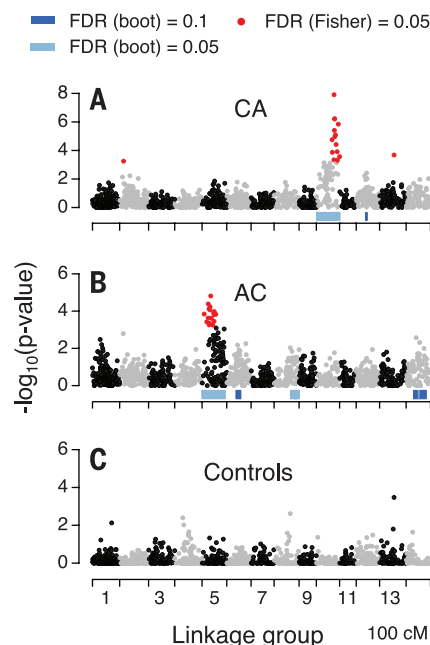 FDR (boot) = 0.1
FDR (Fisher) = 0.05
FDR (boot) = 0.05
A
CA
8
6
4
2
0
B
AC
6
4
2
0
-log₁₀(p-value)
C
Controls
6
4
2
0
1 3 5 7 9 11 13
Linkage group
100 cM